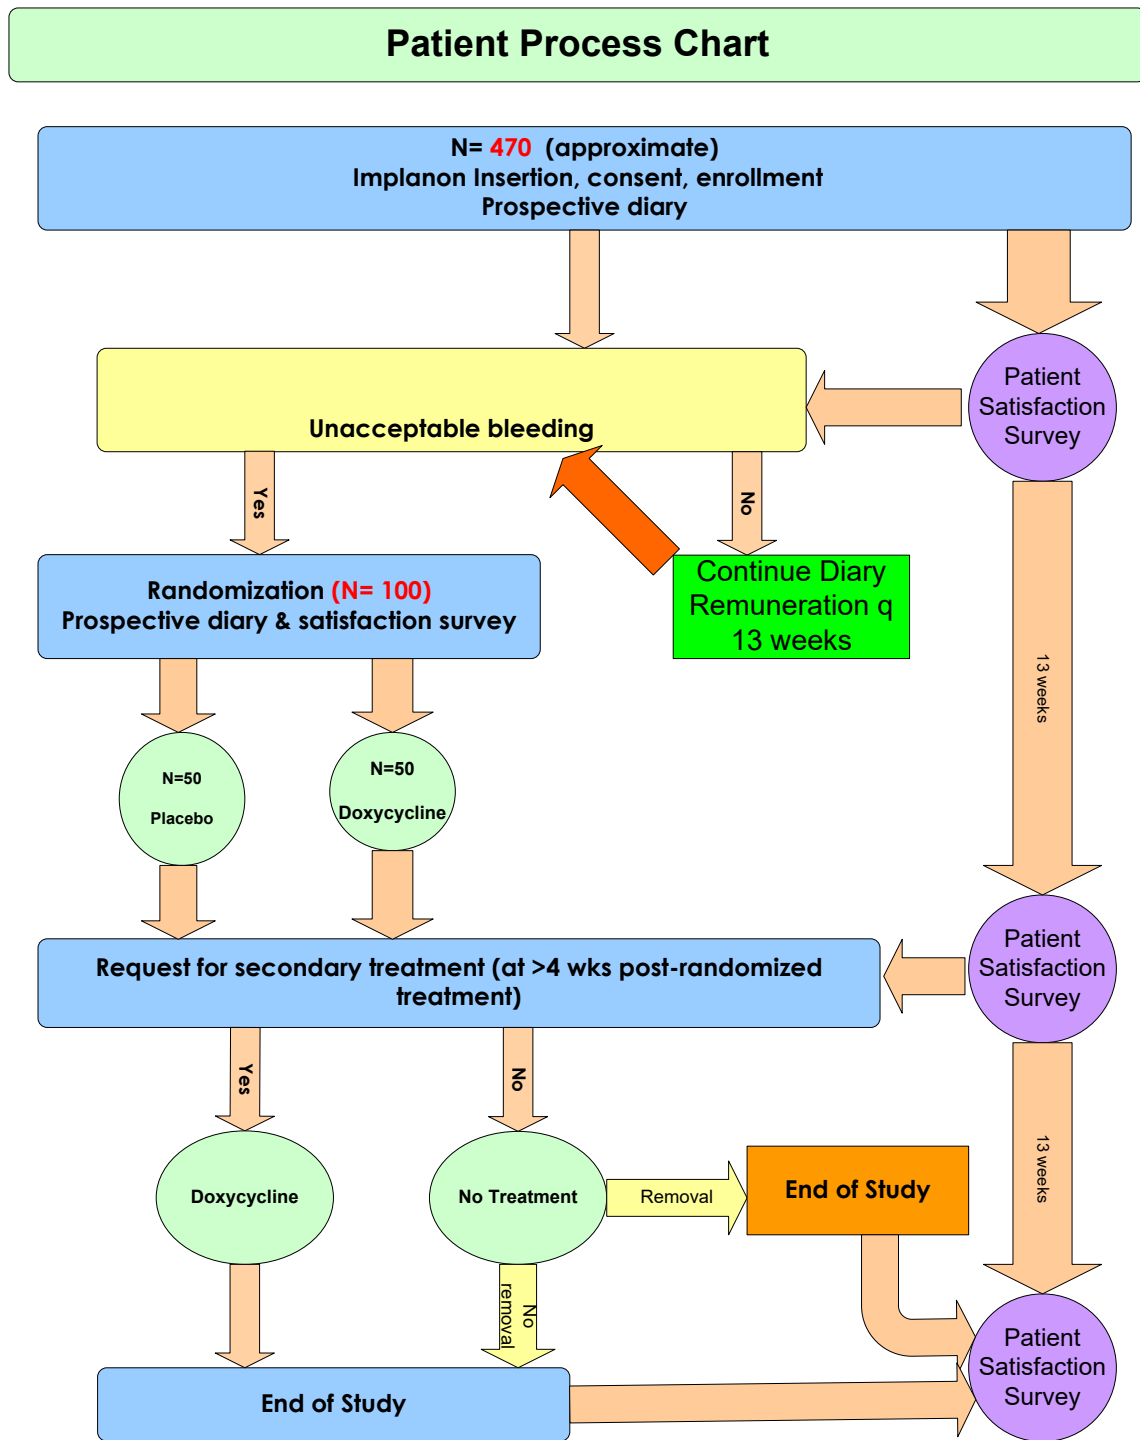 Patient Process Chart
N= 470 (approximate)
Implanon Insertion, consent, enrollment
Prospective diary
Patient
Satisfaction
Survey
Unacceptable bleeding
Yes
No
Randomization (N= 100)
Prospective diary & satisfaction survey
Continue Diary
Remuneration q
13 weeks
13 weeks
N=50
Placebo
N=50
Doxycycline
Request for secondary treatment (at >4 wks post-randomized
treatment)
Patient
Satisfaction
Survey
Yes
No
13 weeks
Doxycycline
No Treatment
Removal
End of Study
No
removal
Patient
Satisfaction
Survey
End of Study